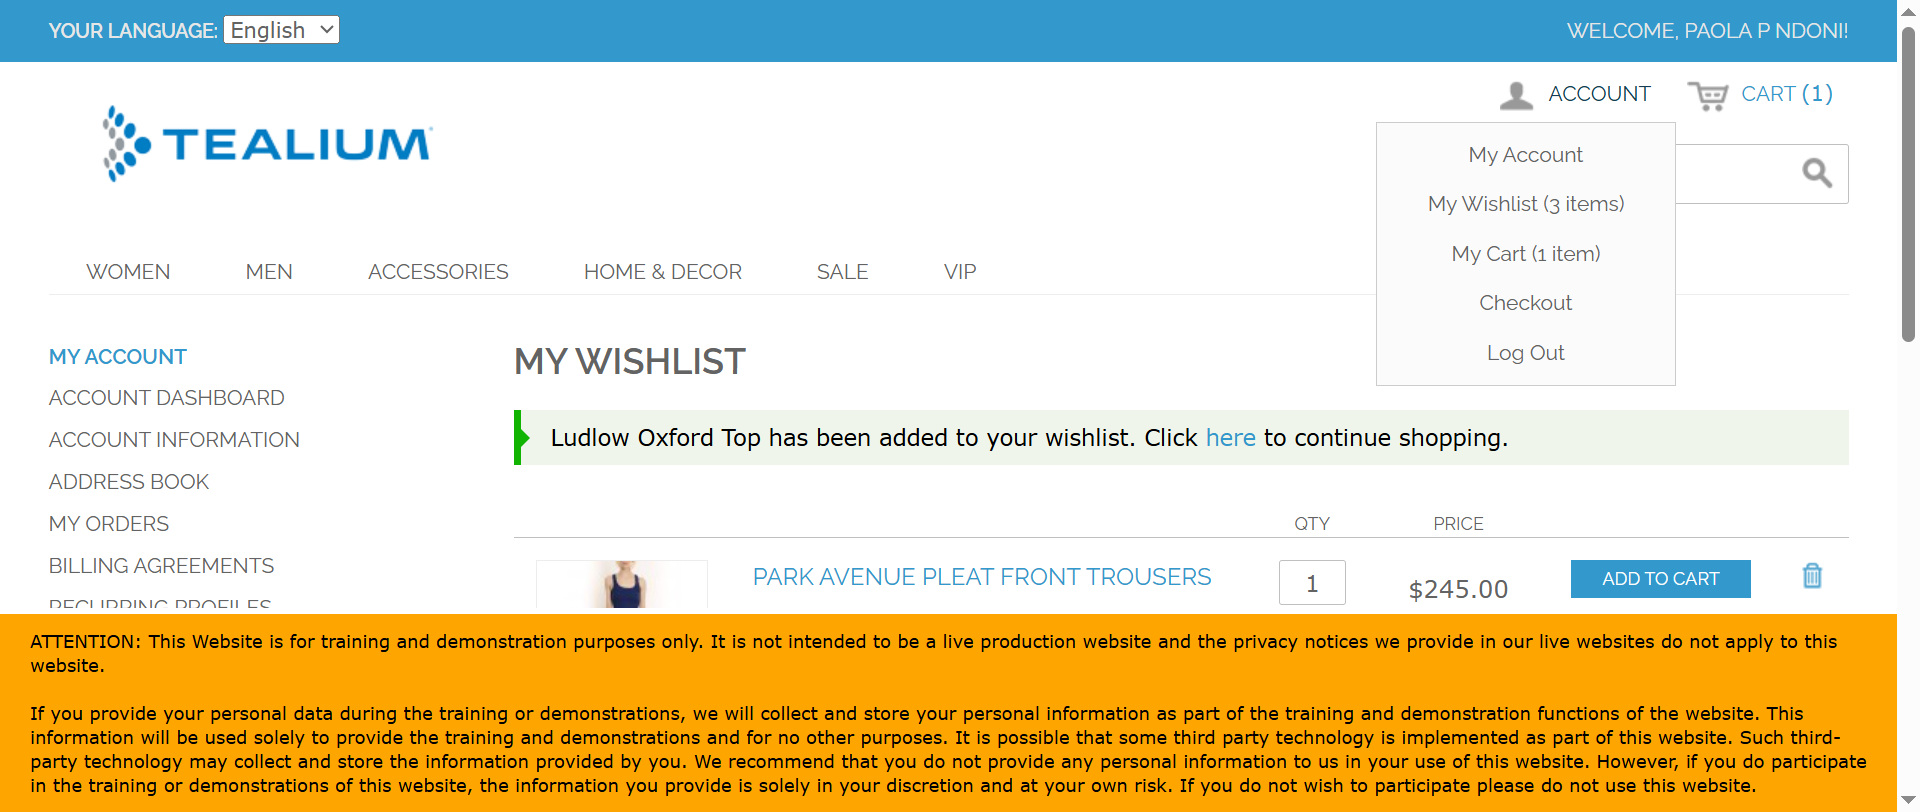 YOUR LANGUAGE: English
WELCOME, PAOLA P NDONI!
ACCOUNT
CART (1)
TEALIUM
My Account
My Wishlist (3 items)
My Cart (1 item)
Checkout
Log Out
WOMEN MEN ACCESSORIES HOME & DECOR SALE VIP
MY ACCOUNT
ACCOUNT DASHBOARD
ACCOUNT INFORMATION
ADDRESS BOOK
MY ORDERS
BILLING AGREEMENTS
RECURRING PROFILES
MY WISHLIST
Ludlow Oxford Top has been added to your wishlist. Click here to continue shopping.
QTY PRICE
PARK AVENUE PLEAT FRONT TROUSERS 1 $245.00 ADD TO CART
ATTENTION: This Website is for training and demonstration purposes only. It is not intended to be a live production website and the privacy notices we provide in our live websites do not apply to this
website.
If you provide your personal data during the training or demonstrations, we will collect and store your personal information as part of the training and demonstration functions of the website. This
information will be used solely to provide the training and demonstrations and for no other purposes. It is possible that some third party technology is implemented as part of this website. Such third-
party technology may collect and store the information provided by you. We recommend that you do not provide any personal information to us in your use of this website. However, if you do participate
in the training or demonstrations of this website, the information you provide is solely in your discretion and at your own risk. If you do not wish to participate please do not use this website.